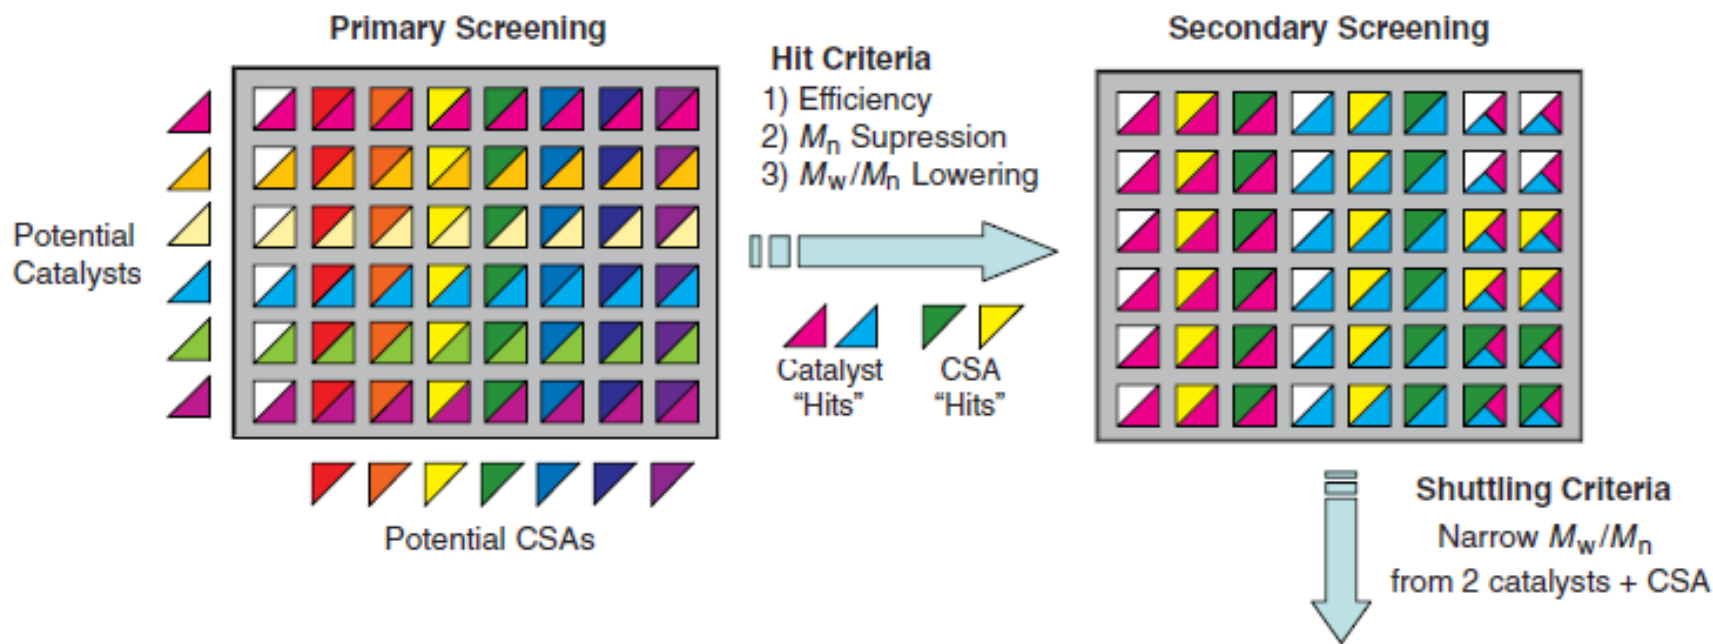 Primary Screening
Secondary Screening
Hit Criteria
1) Efficiency
2) Mn Supression
3) Mw/Mn Lowering
Potential
Catalysts
Catalyst
"Hits"
CSA
"Hits"
Potential CSAs
Shuttling Criteria
Narrow Mw/Mn
from 2 catalysts + CSA